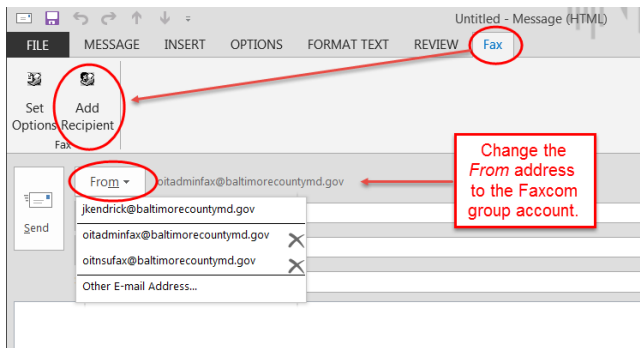 Untitled - Message (HTML)
FILE MESSAGE INSERT OPTIONS FORMAT TEXT REVIEW Fax
Set Options
Add Recipient
Fax
From
oitadminfax@baltimorecountymd.gov
Change the
From address
to the Faxcom
group account.
Send
jkendrick@baltimorecountymd.gov
oitadminfax@baltimorecountymd.gov
oitnsufax@baltimorecountymd.gov
Other E-mail Address...